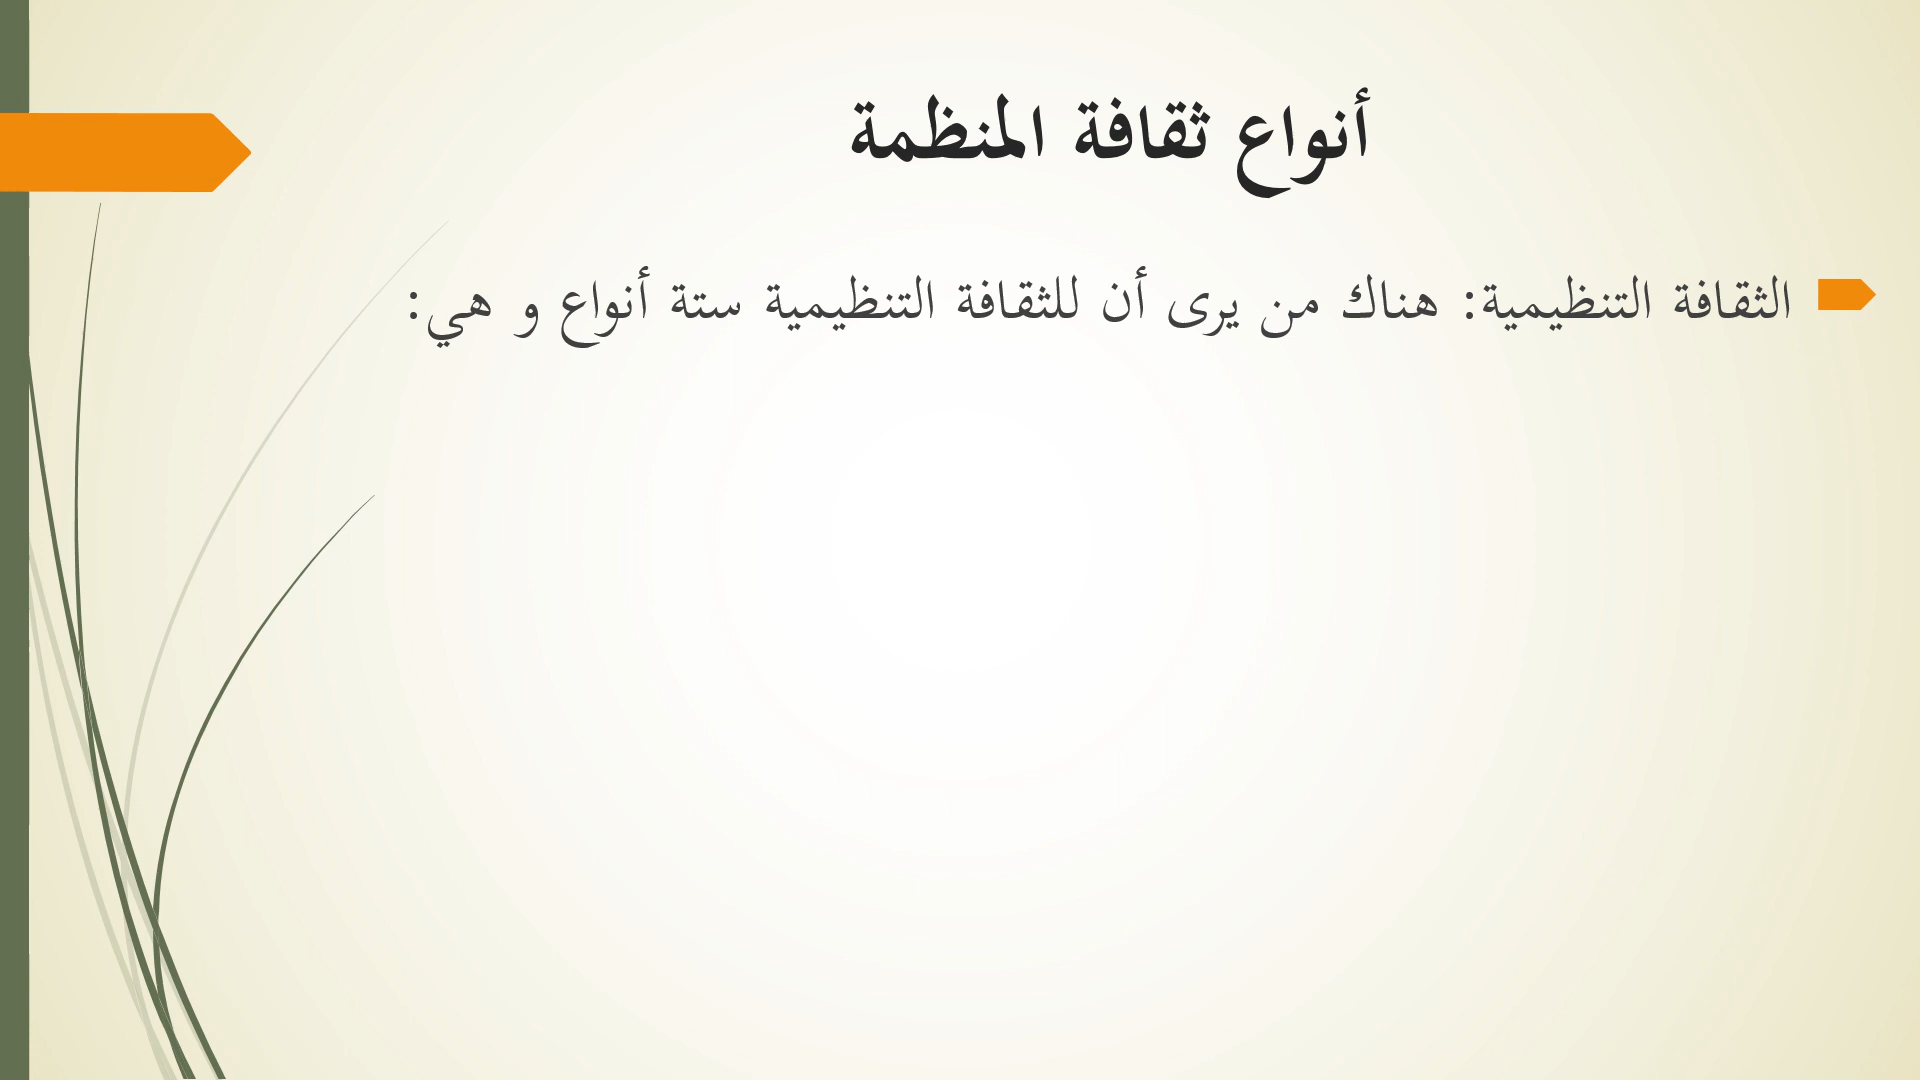 أنواع ثقافة المنظمة
الثقافة التنظيمية: هناك من يرى أن للثقافة التنظيمية ستة أنواع و هي: